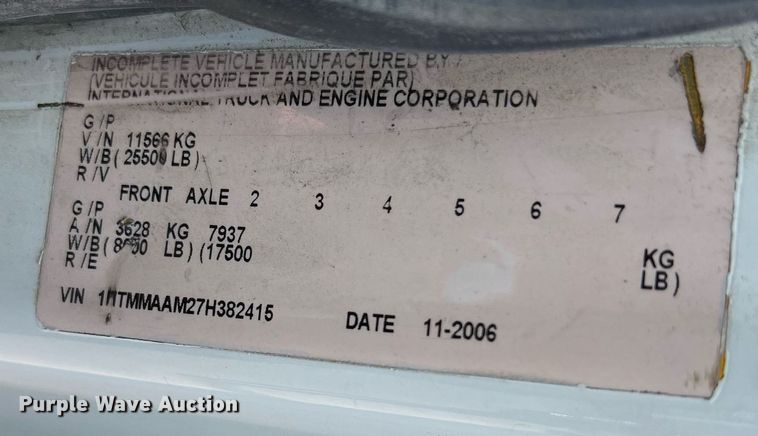 INCOMPLETE VEHICLE MANUFACTURED BY /
(VEHICULE INCOMPLET FABRIQUE PAR)
INTERNATIONAL TRUCK AND ENGINE CORPORATION
G /P
V /N 11566 KG
W/B( 25500 LB)
R /V
FRONT AXLE 2 3 4 5 6 7
G /P
A /N 3628 KG 7937 KG
W/B( LB) (17500 LB)
R /E
VIN DATE 11-2006
Purple Wave Auction